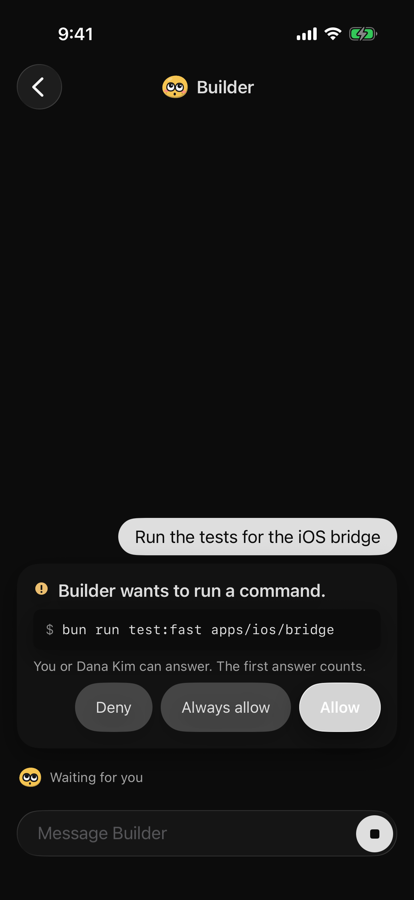 9:41
Builder
Run the tests for the iOS bridge
Builder wants to run a command.
$ bun run test:fast apps/ios/bridge
You or Dana Kim can answer. The first answer counts.
Deny Always allow Allow
Waiting for you
Message Builder